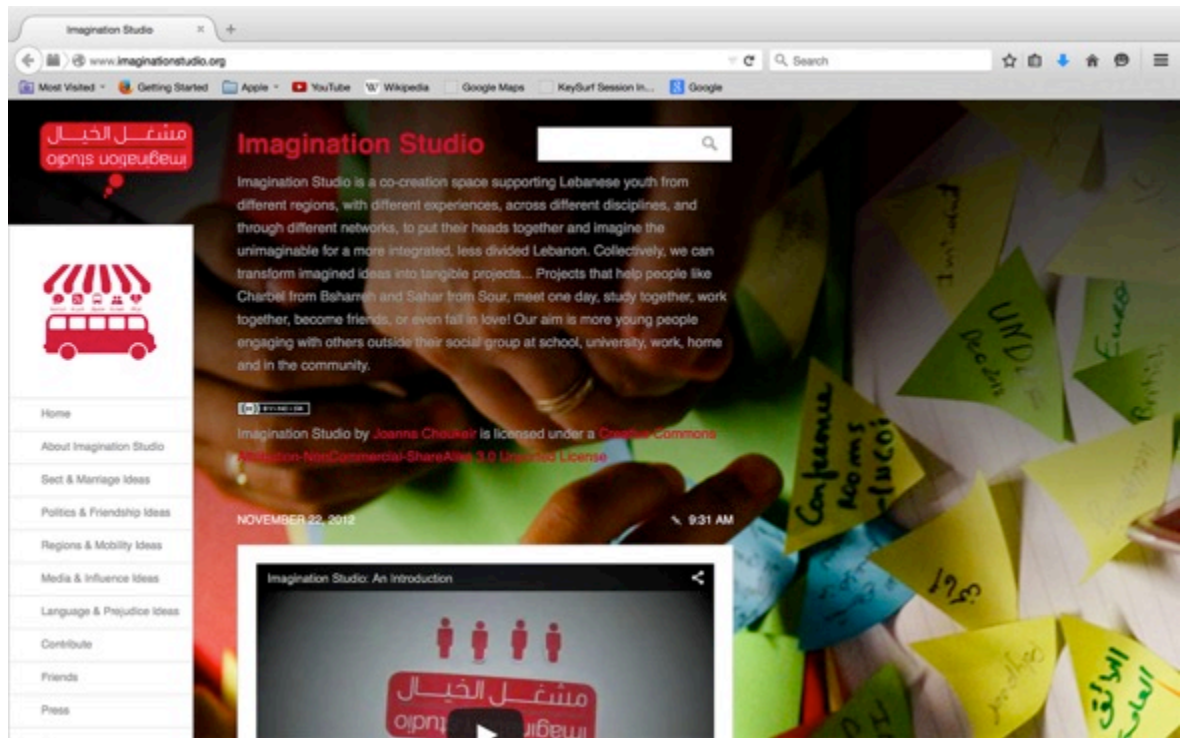 Imagination Studio
www.imaginationstudio.org
Search
Most Visited
Getting Started
Apple
YouTube
Wikipedia
Google Maps
KeySurf Session In...
Google
مشغل الخيال
imagination studio
Imagination Studio
Imagination Studio is a co-creation space supporting Lebanese youth from
different regions, with different experiences, across different disciplines, and
through different networks, to put their heads together and imagine the
unimaginable for a more integrated, less divided Lebanon. Collectively, we can
transform imagined ideas into tangible projects... Projects that help people like
Charbel from Bsharreh and Sahar from Sour, meet one day, study together, work
together, become friends, or even fall in love! Our aim is more young people
engaging with others outside their social group at school, university, work, home
and in the community.
Imagination Studio by Joanna Choukeir is licensed under a Creative Commons
Attribution-NonCommercial-ShareAlike 3.0 Unported License
NOVEMBER 22, 2012
9:31 AM
Imagination Studio: An Introduction
مشغل الخيال
Home
About Imagination Studio
Sect & Marriage Ideas
Politics & Friendship Ideas
Regions & Mobility Ideas
Media & Influence Ideas
Language & Prejudice Ideas
Contribute
Friends
Press
Conference
rooms